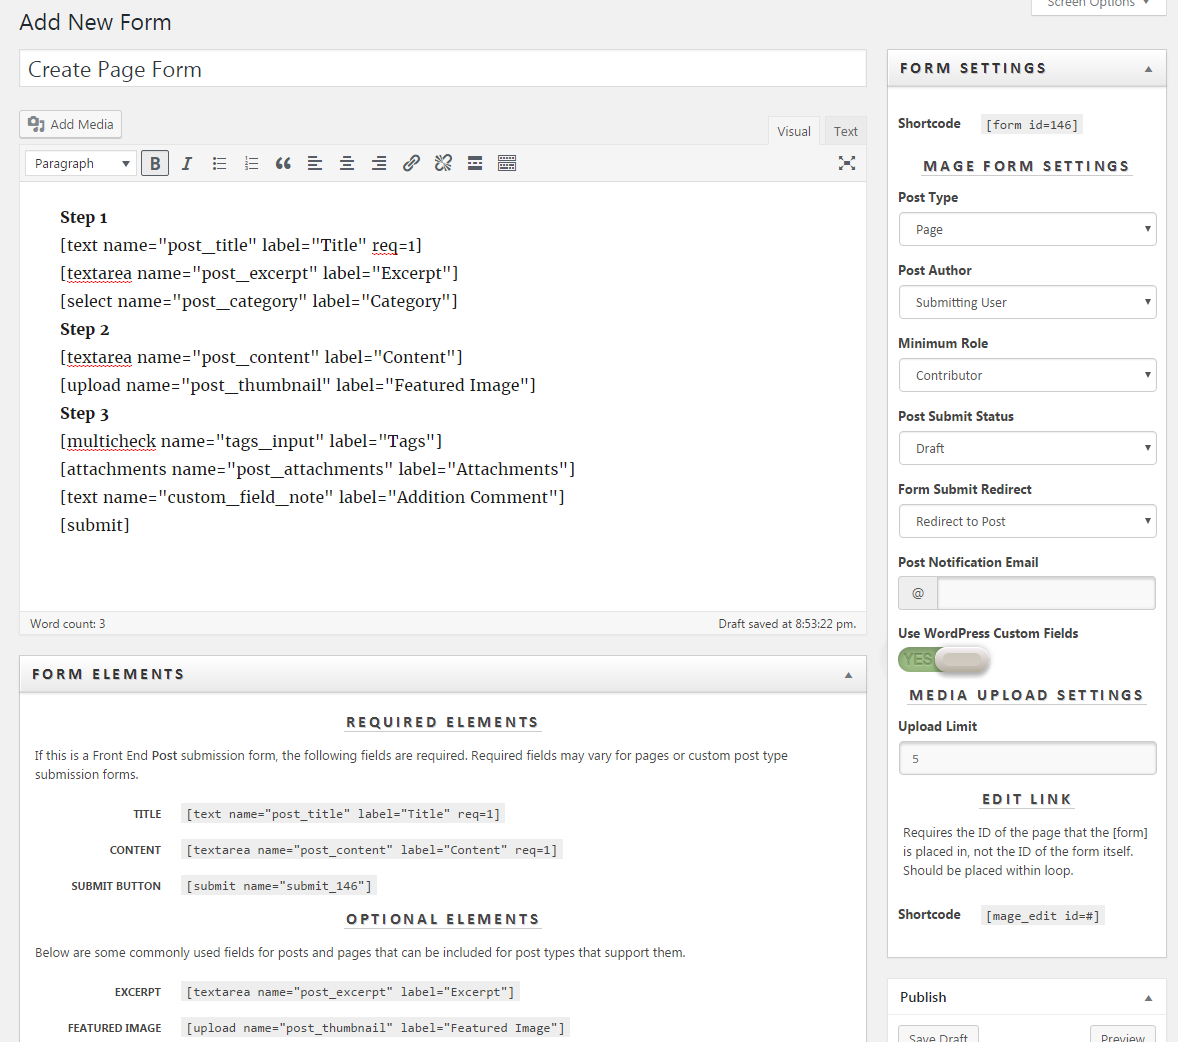 Screen Options
Add New Form
Create Page Form
Add Media
Visual
Text
Paragraph
B
I
Step 1
[text name="post_title" label="Title" req=1]
[textarea name="post_excerpt" label="Excerpt"]
[select name="post_category" label="Category"]
Step 2
[textarea name="post_content" label="Content"]
[upload name="post_thumbnail" label="Featured Image"]
Step 3
[multicheck name="tags_input" label="Tags"]
[attachments name="post_attachments" label="Attachments"]
[text name="custom_field_note" label="Addition Comment"]
[submit]
Word count: 3
Draft saved at 8:53:22 pm.
FORM ELEMENTS
REQUIRED ELEMENTS
If this is a Front End Post submission form, the following fields are required. Required fields may vary for pages or custom post type
submission forms.
TITLE [text name="post_title" label="Title" req=1]
CONTENT [textarea name="post_content" label="Content" req=1]
SUBMIT BUTTON [submit name="submit_146"]
OPTIONAL ELEMENTS
Below are some commonly used fields for posts and pages that can be included for post types that support them.
EXCERPT [textarea name="post_excerpt" label="Excerpt"]
FEATURED IMAGE [upload name="post_thumbnail" label="Featured Image"]
FORM SETTINGS
Shortcode [form id=146]
MAGE FORM SETTINGS
Post Type
Page
Post Author
Submitting User
Minimum Role
Contributor
Post Submit Status
Draft
Form Submit Redirect
Redirect to Post
Post Notification Email
@
Use WordPress Custom Fields
YES
MEDIA UPLOAD SETTINGS
Upload Limit
5
EDIT LINK
Requires the ID of the page that the [form]
is placed in, not the ID of the form itself.
Should be placed within loop.
Shortcode [mage_edit id=#]
Publish
Save Draft
Preview